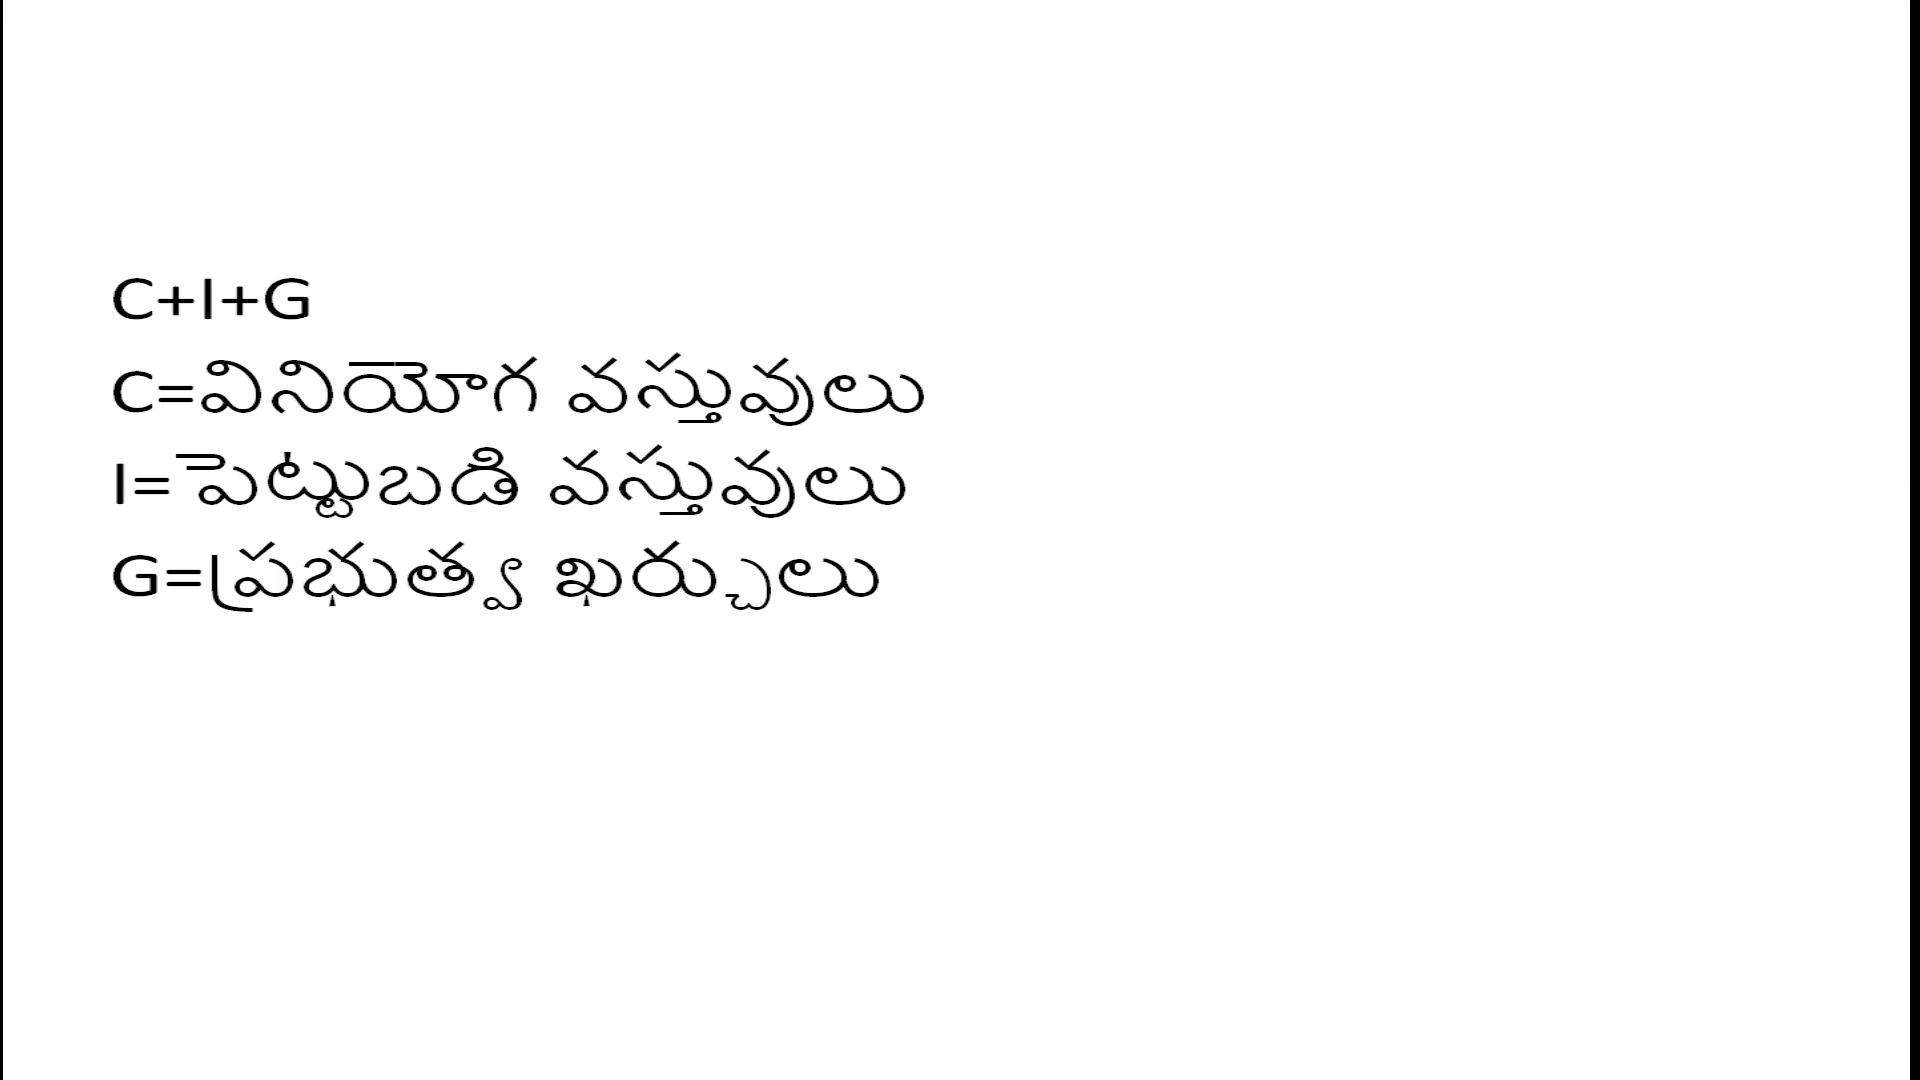 C+I+G
C=వినియోగ వస్తువులు
I=పెట్టుబడి వస్తువులు
G=ప్రభుత్వ ఖర్చులు